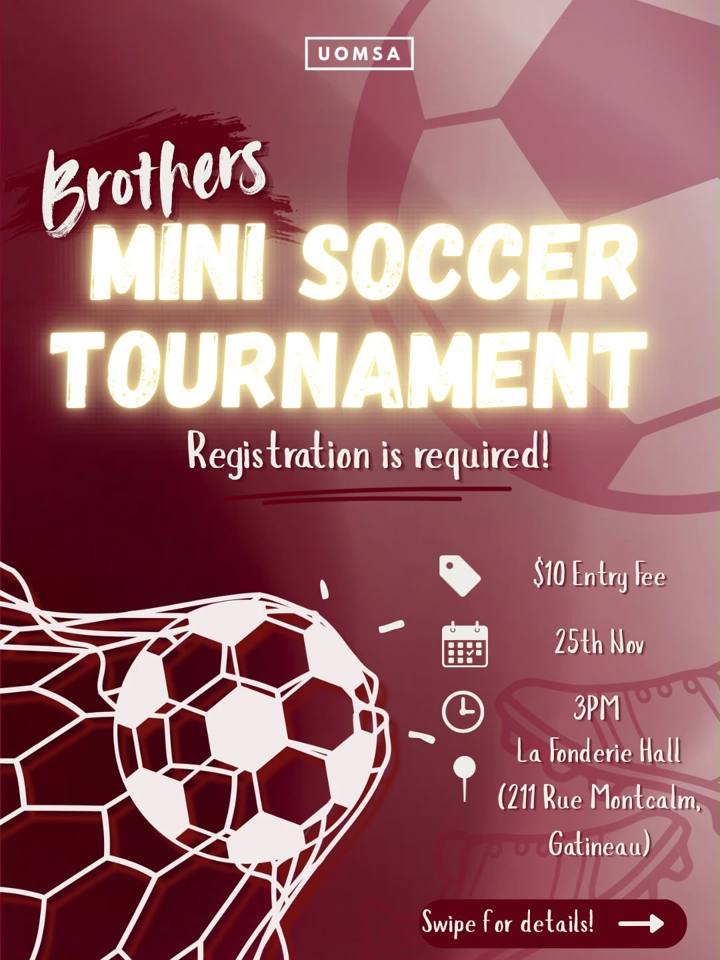 UOMSA
Brothers
MINI SOCCER
TOURNAMENT
Registration is required!
$10 Entry Fee
25th Nov
3PM
La Fonderie Hall
(211 Rue Montcalm,
Gatineau)
Swipe for details!